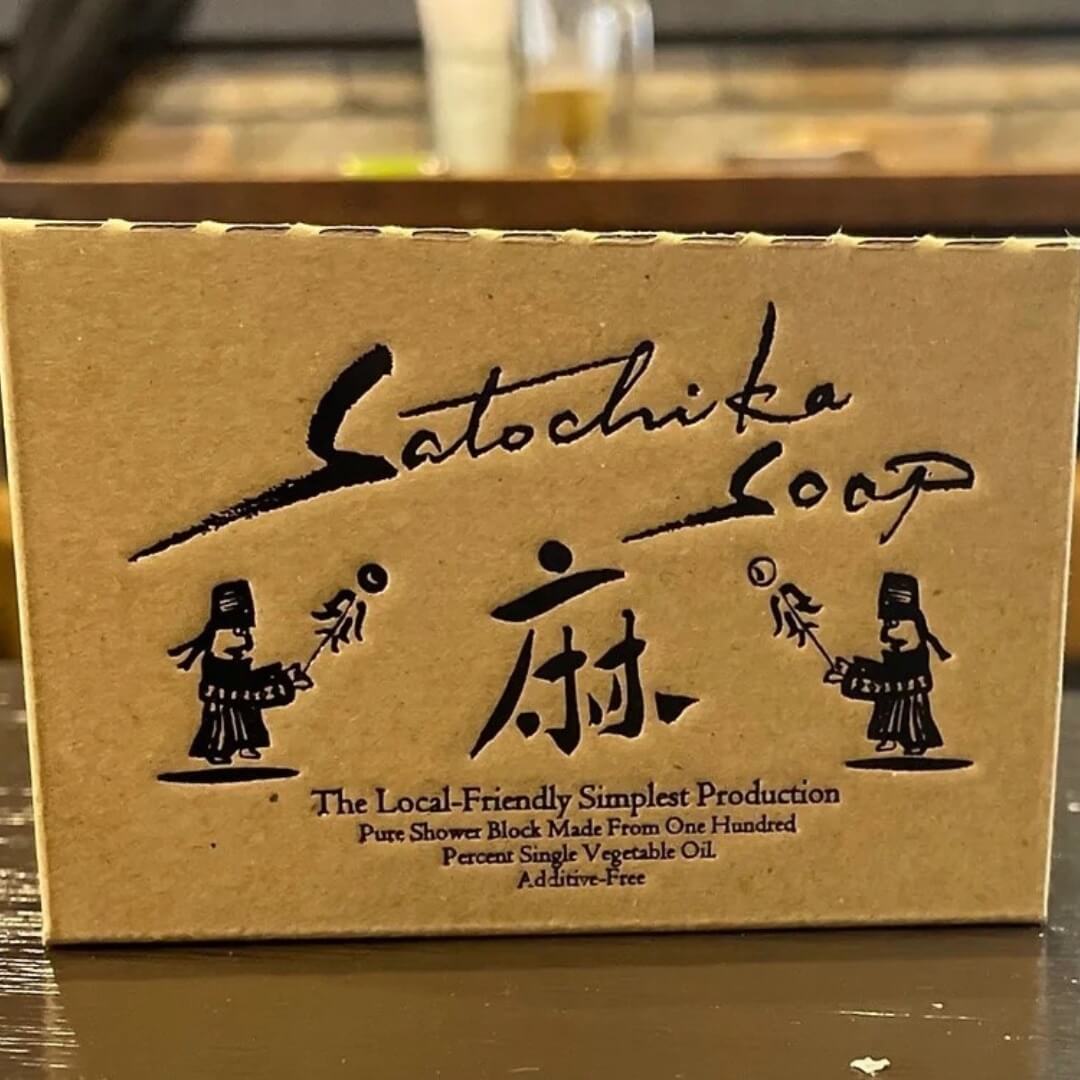 Satochika
Soap
麻
The Local-Friendly Simplest Production
Pure Shower Block Made From One Hundred
Percent Single Vegetable Oil.
Additive-Free